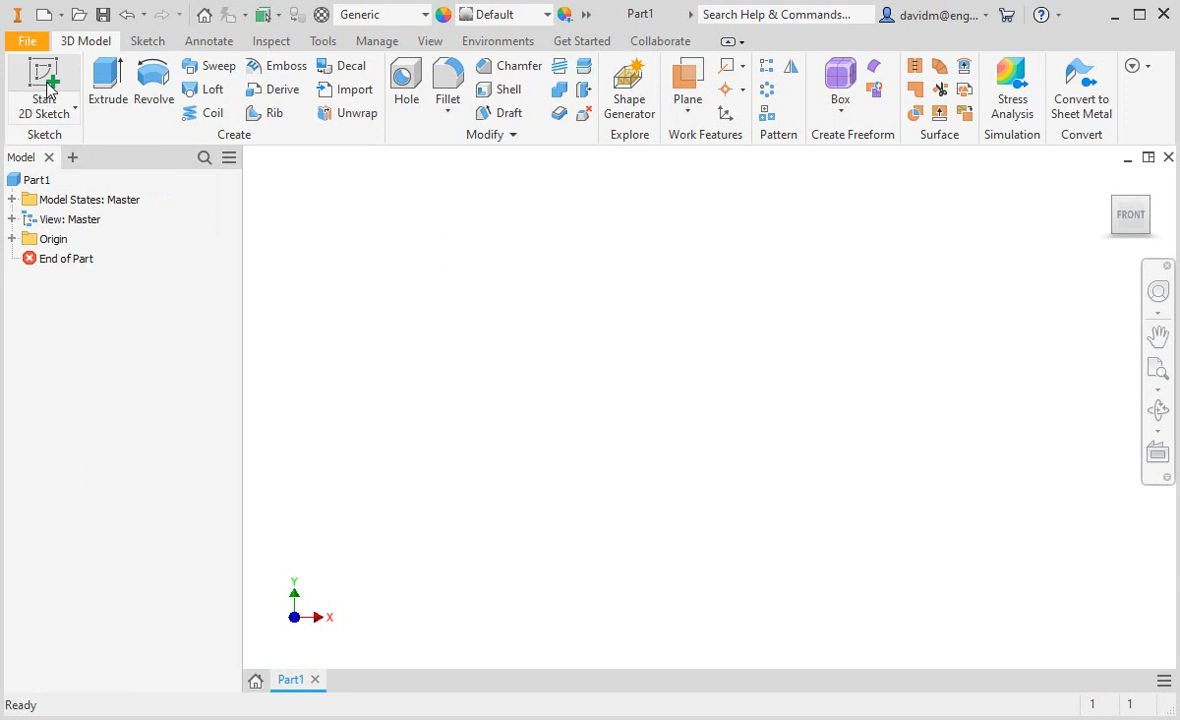 Generic Default Part1 Search Help & Commands... davidm@eng...
File 3D Model Sketch Annotate Inspect Tools Manage View Environments Get Started Collaborate
Start
2D Sketch
Extrude
Revolve
Sweep
Loft
Coil
Emboss
Derive
Rib
Decal
Import
Unwrap
Hole
Fillet
Chamfer
Shell
Draft
Shape
Generator
Plane
Box
Stress
Analysis
Convert to
Sheet Metal
Sketch Create Modify Explore Work Features Pattern Create Freeform Surface Simulation Convert
Model
Part1
Model States: Master
View: Master
Origin
End of Part
FRONT
Y
X
Part1
Ready 1 1